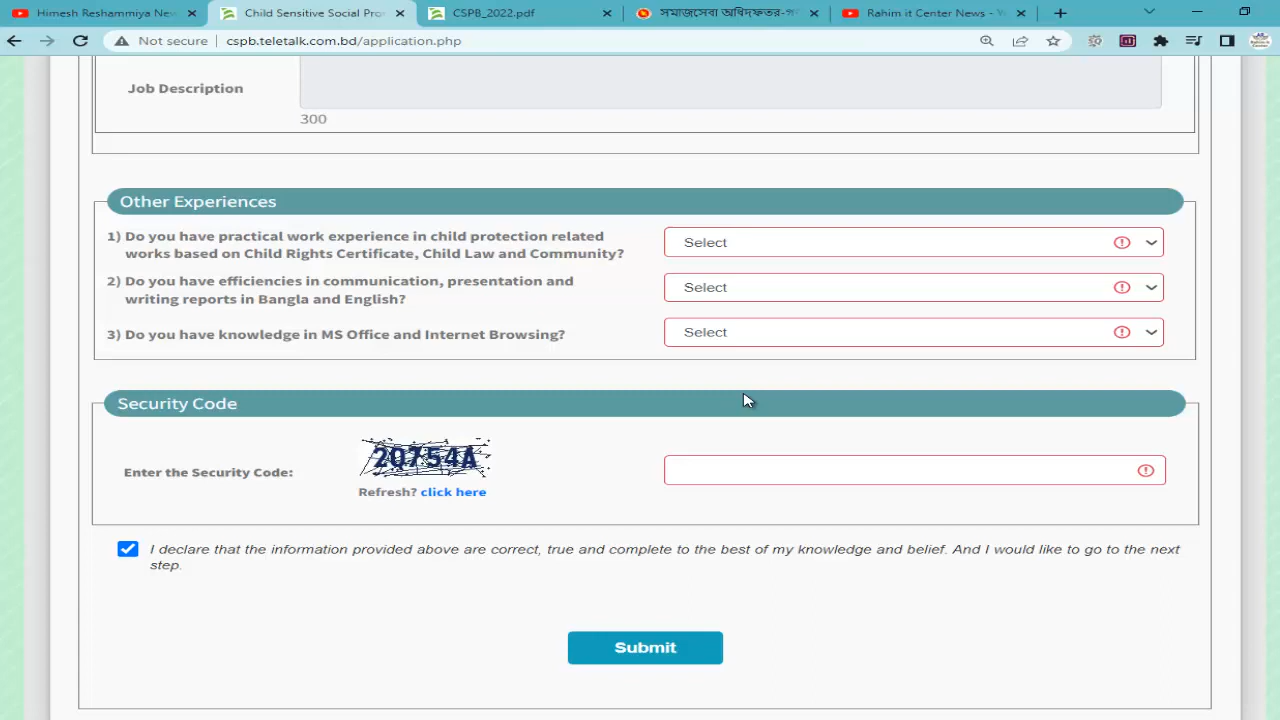 Himesh Reshammiya New
Child Sensitive Social Pro
CSPB_2022.pdf
সমাজসেবা অধিদফতর-গ
Rahim it Center News - Y
Not secure
cspb.teletalk.com.bd/application.php
Job Description
300
Other Experiences
1) Do you have practical work experience in child protection related
works based on Child Rights Certificate, Child Law and Community?
Select
2) Do you have efficiencies in communication, presentation and
writing reports in Bangla and English?
Select
3) Do you have knowledge in MS Office and Internet Browsing?
Select
Security Code
Enter the Security Code:
2Q754A
Refresh? click here
I declare that the information provided above are correct, true and complete to the best of my knowledge and belief. And I would like to go to the next
step.
Submit